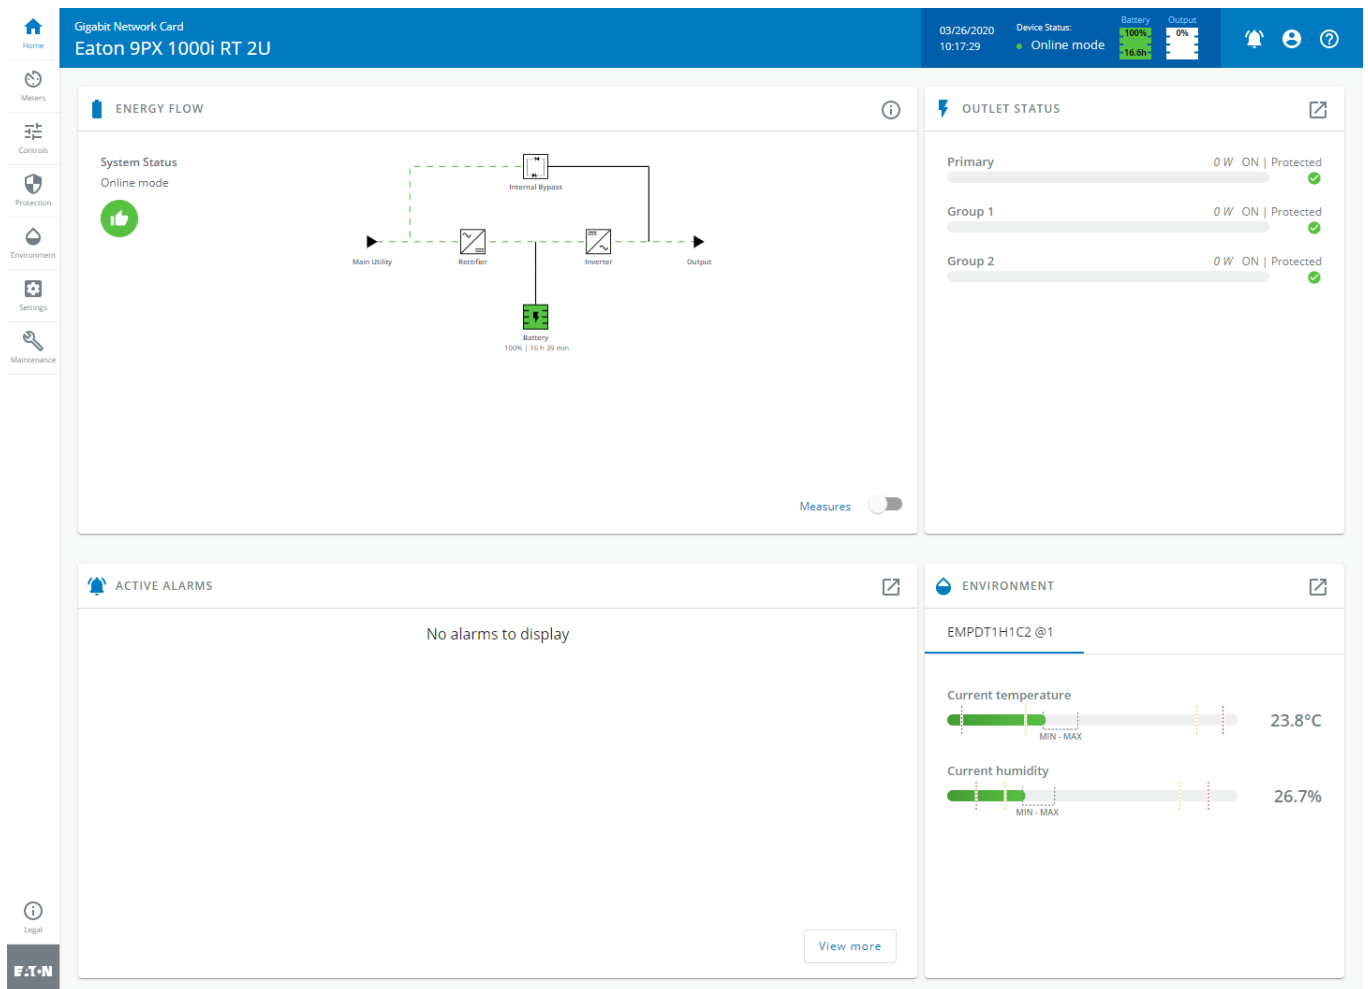 Home
Meters
Controls
Protection
Environment
Settings
Maintenance
Legal
EATON
Gigabit Network Card
Eaton 9PX 1000i RT 2U
03/26/2020
10:17:29
Device Status:
Online mode
Battery
100%
16.6h
Output
0%
ENERGY FLOW
System Status
Online mode
Internal Bypass
Main Utility
Rectifier
Inverter
Output
Battery
100% | 16 h 39 min
Measures
OUTLET STATUS
Primary 0 W ON | Protected
Group 1 0 W ON | Protected
Group 2 0 W ON | Protected
ACTIVE ALARMS
No alarms to display
View more
ENVIRONMENT
EMPDT1H1C2 @1
Current temperature
23.8°C
MIN - MAX
Current humidity
26.7%
MIN - MAX